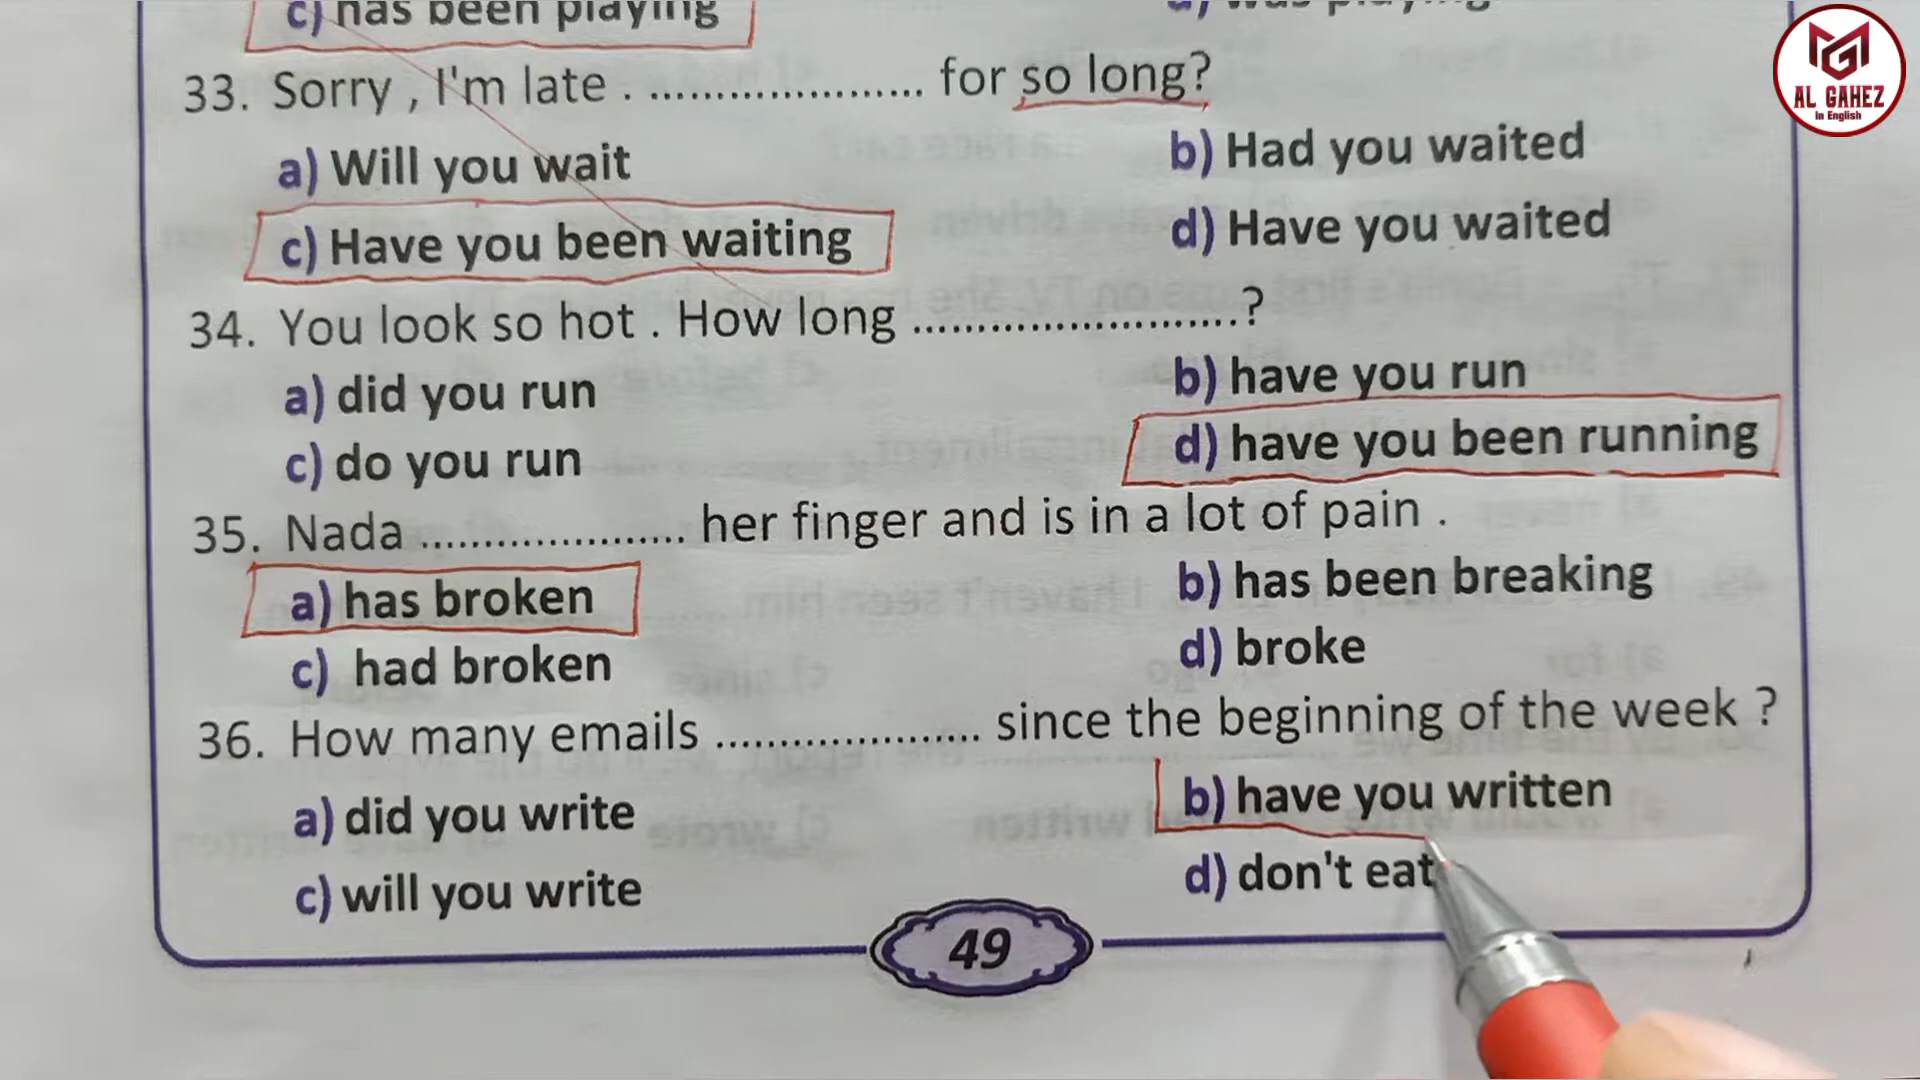 c) has been playing
33. Sorry , I'm late . ..................... for so long?
a) Will you wait b) Had you waited
c) Have you been waiting d) Have you waited
34. You look so hot . How long .........................?
a) did you run b) have you run
c) do you run d) have you been running
35. Nada ..................... her finger and is in a lot of pain .
a) has broken b) has been breaking
c) had broken d) broke
36. How many emails ..................... since the beginning of the week ?
a) did you write b) have you written
c) will you write d) don't eat
49
AL GAHEZ
In English